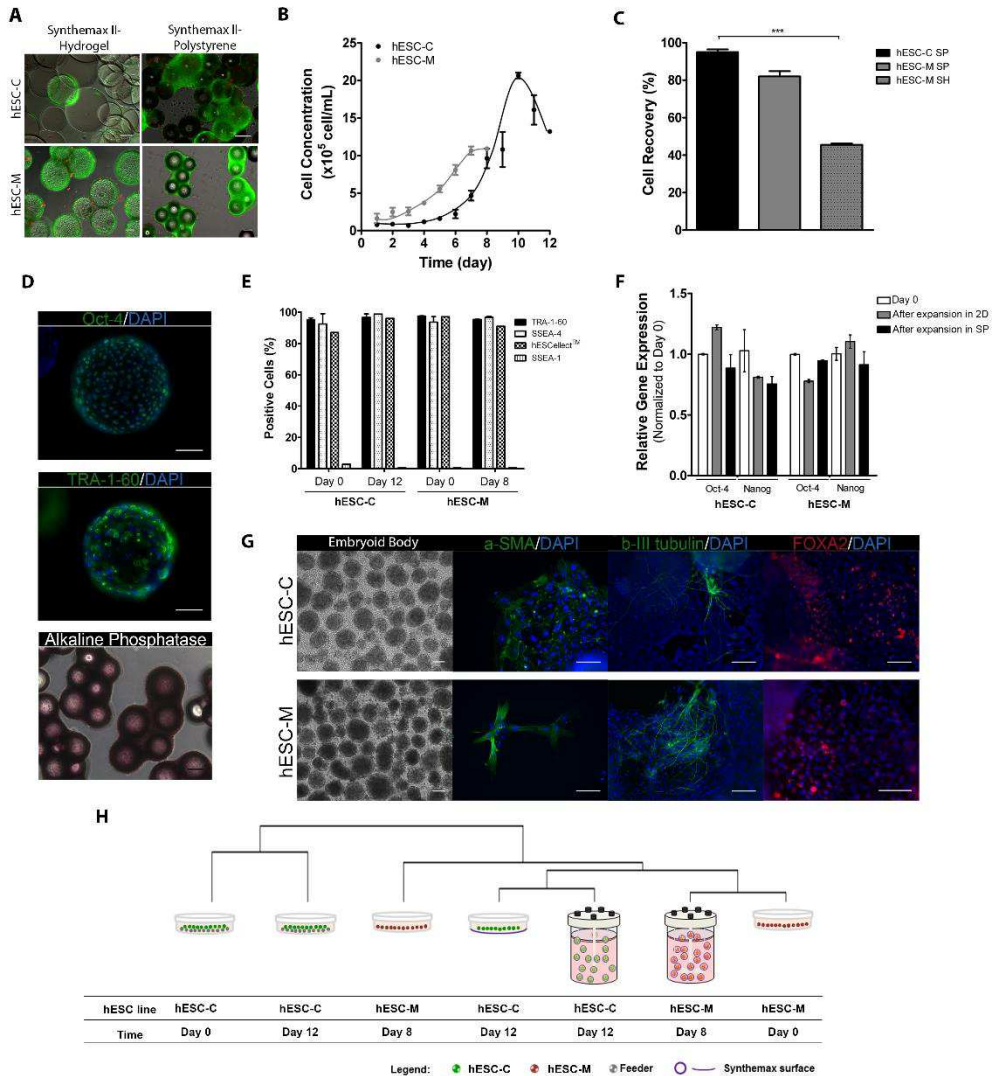 A
Synthemax II-
Hydrogel
Synthemax II-
Polystyrene
hESC-C
hESC-M
B
Cell Concentration
(x10⁵ cell/mL)
25
20
15
10
5
0
0 2 4 6 8 10 12
Time (day)
hESC-C
hESC-M
C
Cell Recovery (%)
100
80
60
40
20
0
***
hESC-C SP
hESC-M SP
hESC-M SH
D
Oct-4/DAPI
TRA-1-60/DAPI
Alkaline Phosphatase
E
Positive Cells (%)
100
80
60
40
20
0
Day 0 Day 12 Day 0 Day 8
hESC-C hESC-M
TRA-1-60
SSEA-4
hESCellect™
SSEA-1
F
Relative Gene Expression
(Normalized to Day 0)
1.5
1.0
0.5
0.0
Oct-4 Nanog Oct-4 Nanog
hESC-C hESC-M
Day 0
After expansion in 2D
After expansion in SP
G
Embryoid Body
a-SMA/DAPI
b-III tubulin/DAPI
FOXA2/DAPI
hESC-C
hESC-M
H
hESC line hESC-C hESC-C hESC-M hESC-C hESC-C hESC-M hESC-M
Time Day 0 Day 12 Day 8 Day 12 Day 12 Day 8 Day 0
Legend: hESC-C hESC-M Feeder Synthemax surface